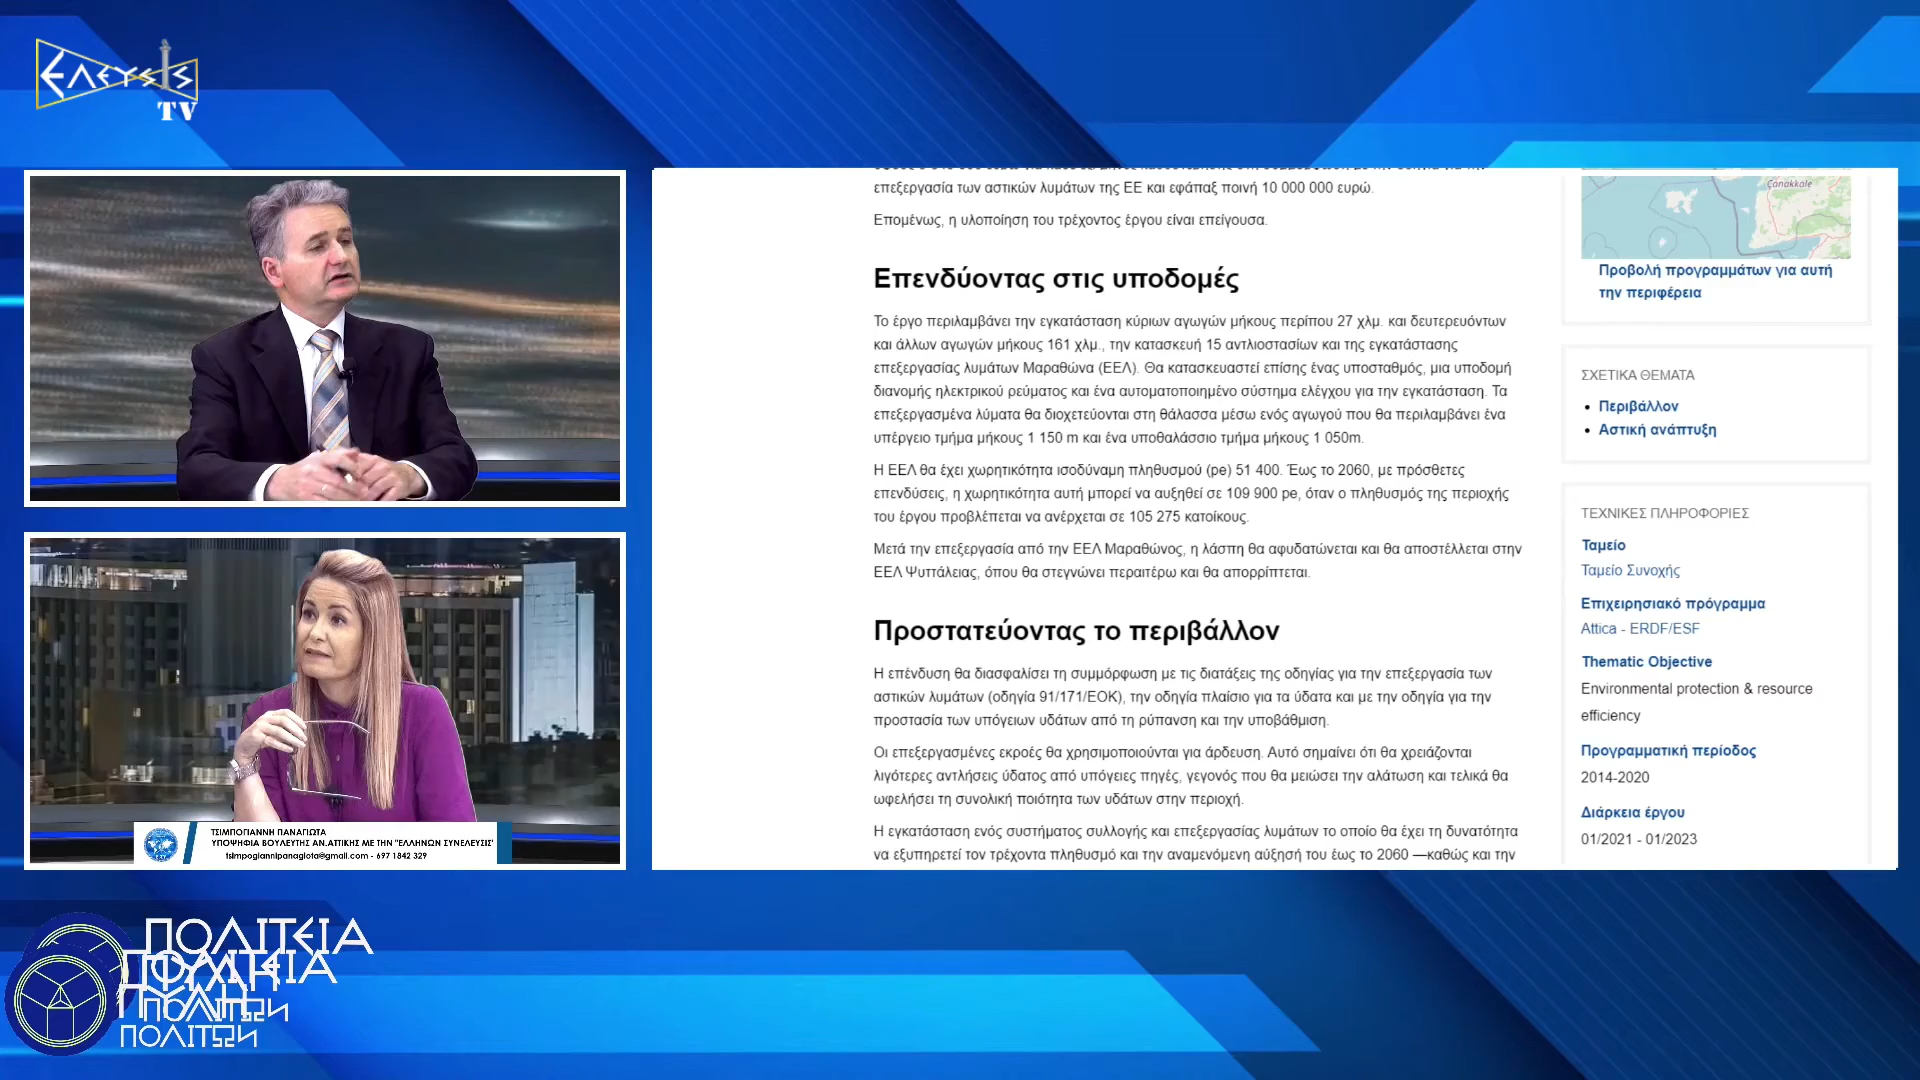 ΕΛΕΥSIS
TV
επεξεργασία των αστικών λυμάτων της ΕΕ και εφάπαξ ποινή 10 000 000 ευρώ.
Επομένως, η υλοποίηση του τρέχοντος έργου είναι επείγουσα.
Επενδύοντας στις υποδομές
Το έργο περιλαμβάνει την εγκατάσταση κύριων αγωγών μήκους περίπου 27 χλμ. και δευτερευόντων
και άλλων αγωγών μήκους 161 χλμ., την κατασκευή 15 αντλιοστασίων και της εγκατάστασης
επεξεργασίας λυμάτων Μαραθώνα (ΕΕΛ). Θα κατασκευαστεί επίσης ένας υποσταθμός, μια υποδομή
διανομής ηλεκτρικού ρεύματος και ένα αυτοματοποιημένο σύστημα ελέγχου για την εγκατάσταση. Τα
επεξεργασμένα λύματα θα διοχετεύονται στη θάλασσα μέσω ενός αγωγού που θα περιλαμβάνει ένα
υπέργειο τμήμα μήκους 1 150 m και ένα υποθαλάσσιο τμήμα μήκους 1 050m.
Η ΕΕΛ θα έχει χωρητικότητα ισοδύναμη πληθυσμού (pe) 51 400. Έως το 2060, με πρόσθετες
επενδύσεις, η χωρητικότητα αυτή μπορεί να αυξηθεί σε 109 900 pe, όταν ο πληθυσμός της περιοχής
του έργου προβλέπεται να ανέρχεται σε 105 275 κατοίκους.
Μετά την επεξεργασία από την ΕΕΛ Μαραθώνος, η λάσπη θα αφυδατώνεται και θα αποστέλλεται στην
ΕΕΛ Ψυττάλειας, όπου θα στεγνώνει περαιτέρω και θα απορρίπτεται.
Προστατεύοντας το περιβάλλον
Η επένδυση θα διασφαλίσει τη συμμόρφωση με τις διατάξεις της οδηγίας για την επεξεργασία των
αστικών λυμάτων (οδηγία 91/171/ΕΟΚ), την οδηγία πλαίσιο για τα ύδατα και με την οδηγία για την
προστασία των υπόγειων υδάτων από τη ρύπανση και την υποβάθμιση.
Οι επεξεργασμένες εκροές θα χρησιμοποιούνται για άρδευση. Αυτό σημαίνει ότι θα χρειάζονται
λιγότερες αντλήσεις ύδατος από υπόγειες πηγές, γεγονός που θα μειώσει την αλάτωση και τελικά θα
ωφελήσει τη συνολική ποιότητα των υδάτων στην περιοχή.
Η εγκατάσταση ενός συστήματος συλλογής και επεξεργασίας λυμάτων το οποίο θα έχει τη δυνατότητα
να εξυπηρετεί τον τρέχοντα πληθυσμό και την αναμενόμενη αύξησή του έως το 2060 —καθώς και την
Çanakkale
Προβολή προγραμμάτων για αυτή
την περιφέρεια
ΣΧΕΤΙΚΑ ΘΕΜΑΤΑ
• Περιβάλλον
• Αστική ανάπτυξη
ΤΕΧΝΙΚΕΣ ΠΛΗΡΟΦΟΡΙΕΣ
Ταμείο
Ταμείο Συνοχής
Επιχειρησιακό πρόγραμμα
Attica - ERDF/ESF
Thematic Objective
Environmental protection & resource
efficiency
Προγραμματική περίοδος
2014-2020
Διάρκεια έργου
01/2021 - 01/2023
ΤΣΙΜΠΟΓΙΑΝΝΗ ΠΑΝΑΓΙΩΤΑ
ΥΠΟΨΗΦΙΑ ΒΟΥΛΕΥΤΗΣ ΑΝ.ΑΤΤΙΚΗΣ ΜΕ ΤΗΝ "ΕΛΛΗΝΩΝ ΣΥΝΕΛΕΥΣΙΣ"
tsimpogiannipanagiota@gmail.com - 697 1842 329
ΠΟΛΙΤΕΙΑ
ΠΟΛΙΤΩΝ
ΠΟΛΙΤΩΝ